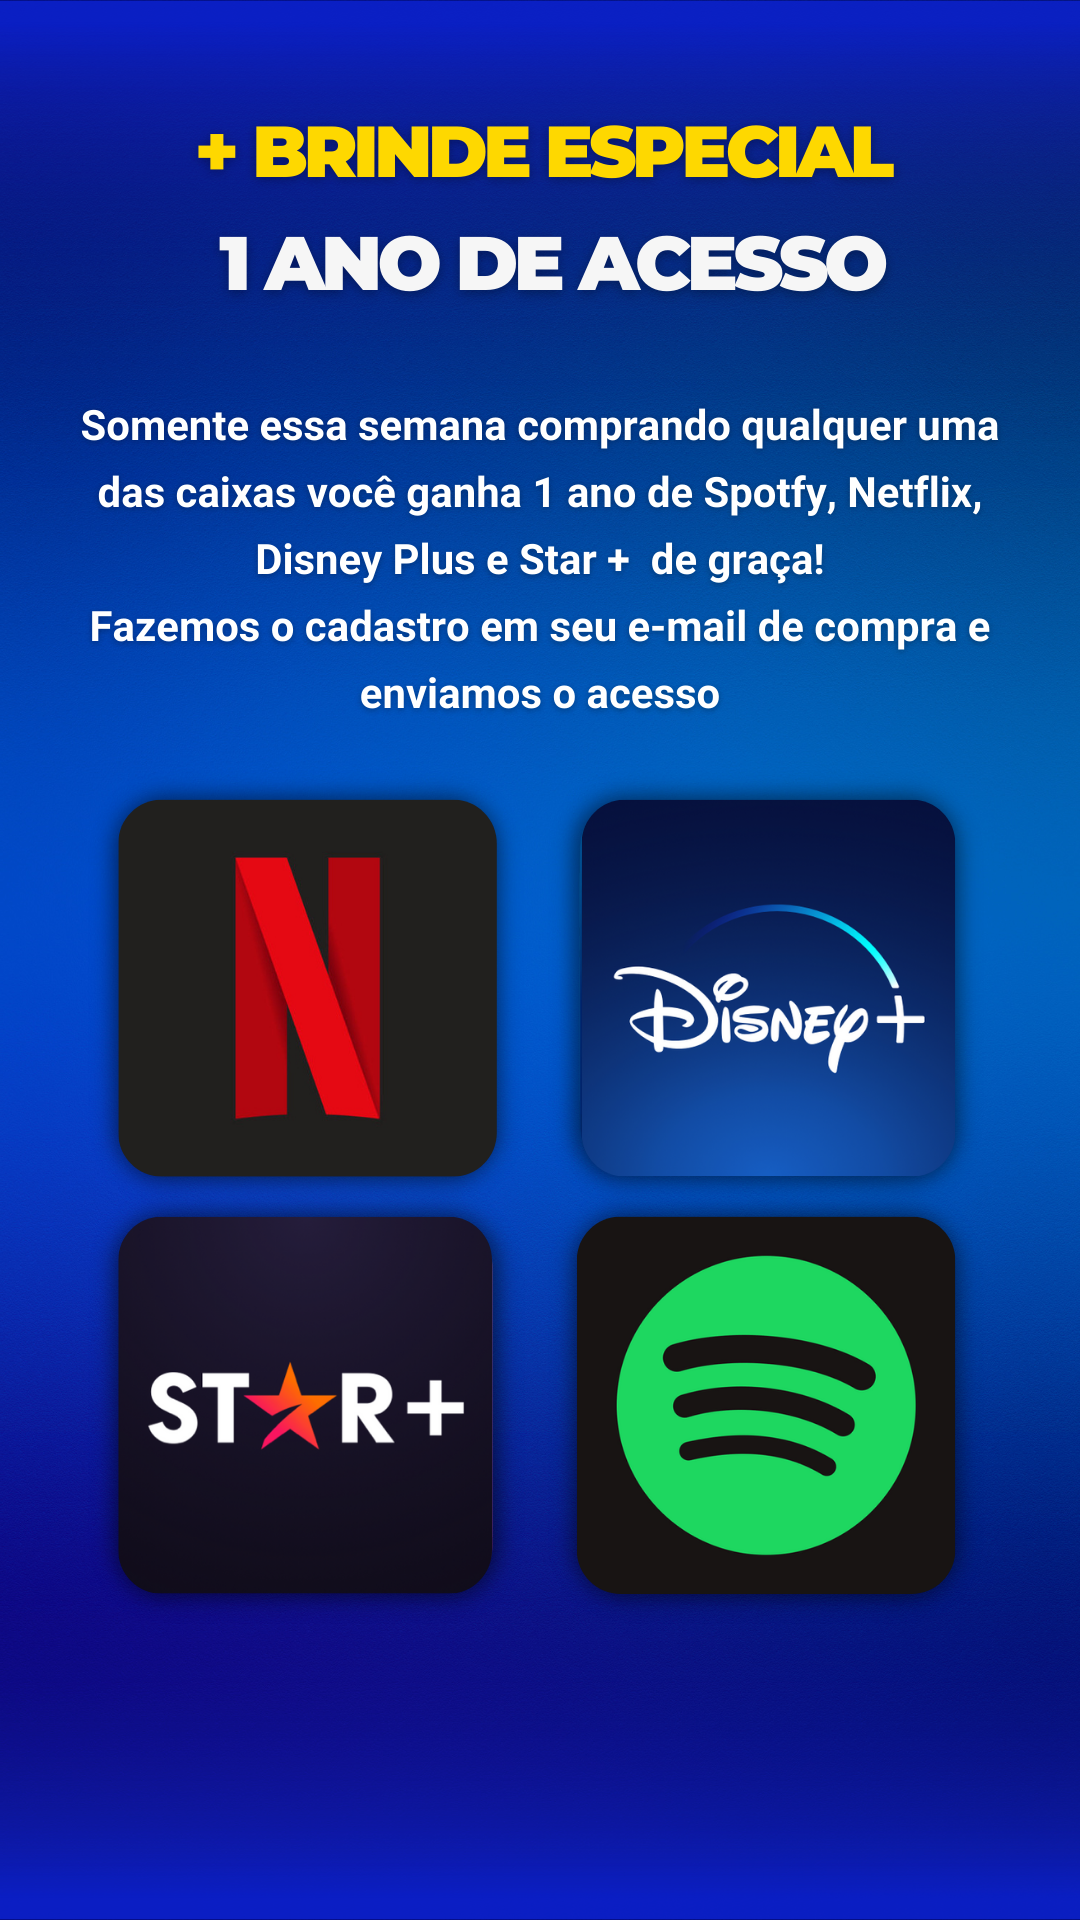 + BRINDE ESPECIAL
1 ANO DE ACESSO
Somente essa semana comprando qualquer uma
das caixas você ganha 1 ano de Spotfy, Netflix,
Disney Plus e Star +  de graça!
Fazemos o cadastro em seu e-mail de compra e
enviamos o acesso
N
Disney+
STAR+